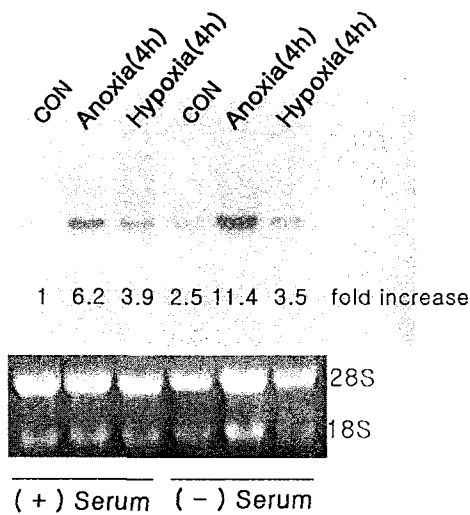 CON Anoxia(4h) Hypoxia(4h) CON Anoxia(4h) Hypoxia(4h)
1 6.2 3.9 2.5 11.4 3.5 fold increase
28S
18S
(+) Serum (-) Serum